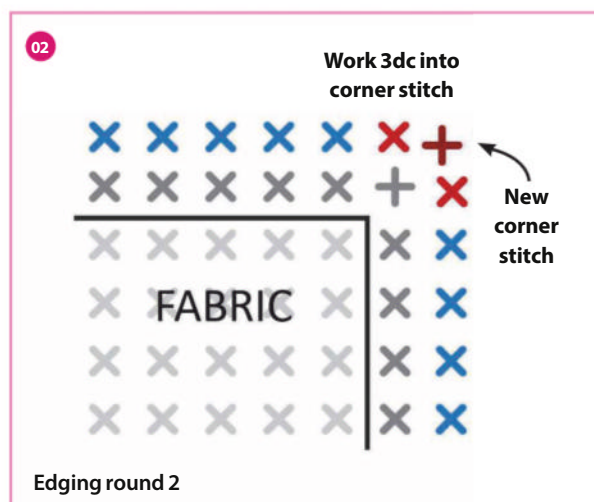 02
Work 3dc into
corner stitch
New
corner
stitch
FABRIC
Edging round 2